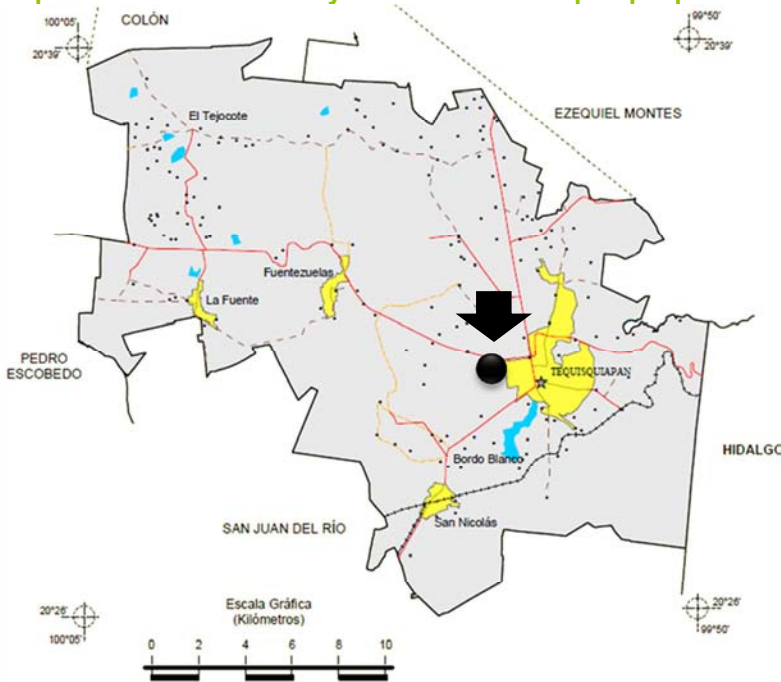 100°05'
COLÓN
99°50'
20°39'
20°39'
El Tejocote
EZEQUIEL MONTES
Fuentezuelas
La Fuente
PEDRO
ESCOBEDO
TEQUISQUIAPAN
HIDALGO
Bordo Blanco
SAN JUAN DEL RÍO
San Nicolás
20°26'
100°05'
Escala Gráfica
(Kilómetros)
20°26'
99°50'
0 2 4 6 8 10